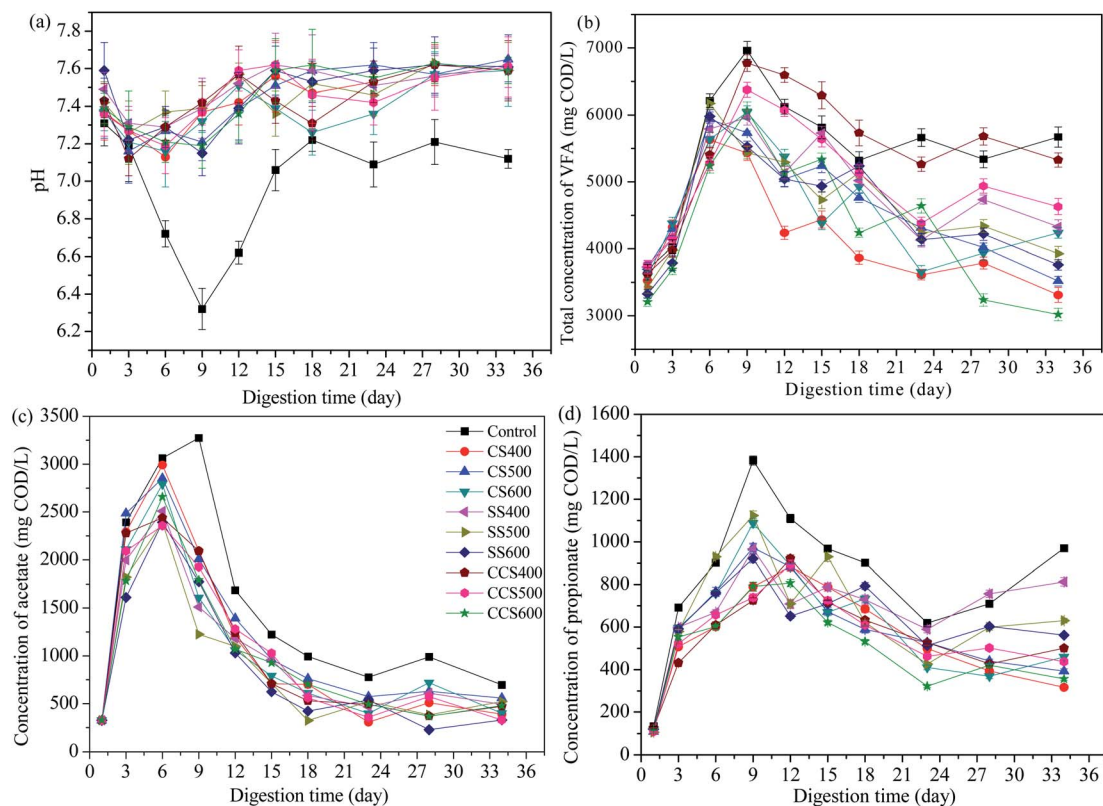 (a)
7.8
7.6
7.4
7.2
7.0
6.8
6.6
6.4
6.2
pH
0 3 6 9 12 15 18 21 24 27 30 33 36
Digestion time (day)
(b)
7000
6000
5000
4000
3000
Total concentration of VFA (mg COD/L)
0 3 6 9 12 15 18 21 24 27 30 33 36
Digestion time (day)
(c)
3500
3000
2500
2000
1500
1000
500
0
Concentration of acctate (mg COD/L)
0 3 6 9 12 15 18 21 24 27 30 33 36
Digestion time (day)
Control
CS400
CS500
CS600
SS400
SS500
SS600
CCS400
CCS500
CCS600
(d)
1600
1400
1200
1000
800
600
400
200
0
Concentration of propionate (mg COD/L)
0 3 6 9 12 15 18 21 24 27 30 33 36
Digestion time (day)